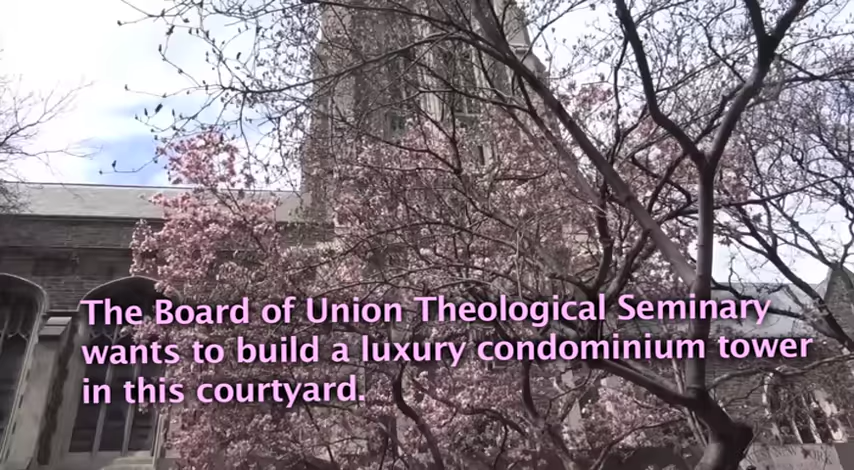 The Board of Union Theological Seminary
wants to build a luxury condominium tower
in this courtyard.